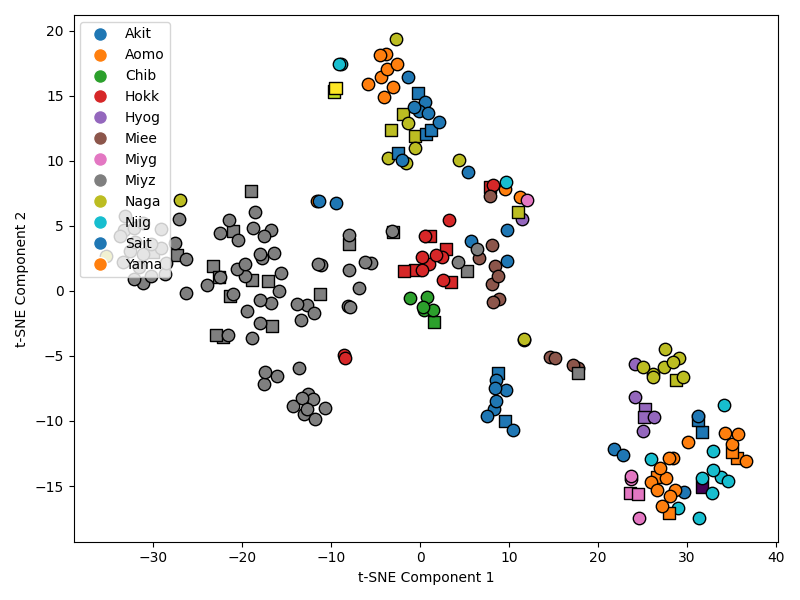 Akit
Aomo
Chib
Hokk
Hyog
Miee
Miyg
Miyz
Naga
Niig
Sait
Yama
20
15
10
5
0
−5
−10
−15
−30
−20
−10
0
10
20
30
40
t-SNE Component 2
t-SNE Component 1